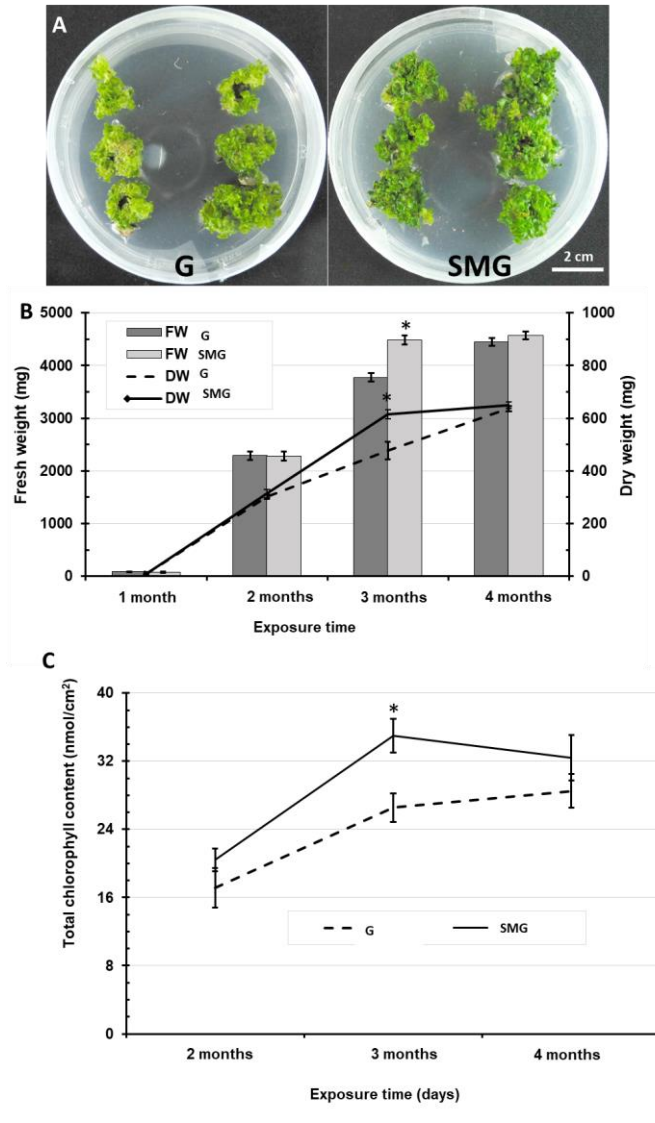 A
G
SMG
2 cm
B
5000
4000
3000
2000
1000
0
Fresh weight (mg)
FW G
FW SMG
DW G
DW SMG
*
*
1000
800
600
400
200
0
Dry weight (mg)
1 month 2 months 3 months 4 months
Exposure time
C
40
32
24
16
8
0
Total chlorophyll content (nmol/cm²)
*
G SMG
2 months 3 months 4 months
Exposure time (days)